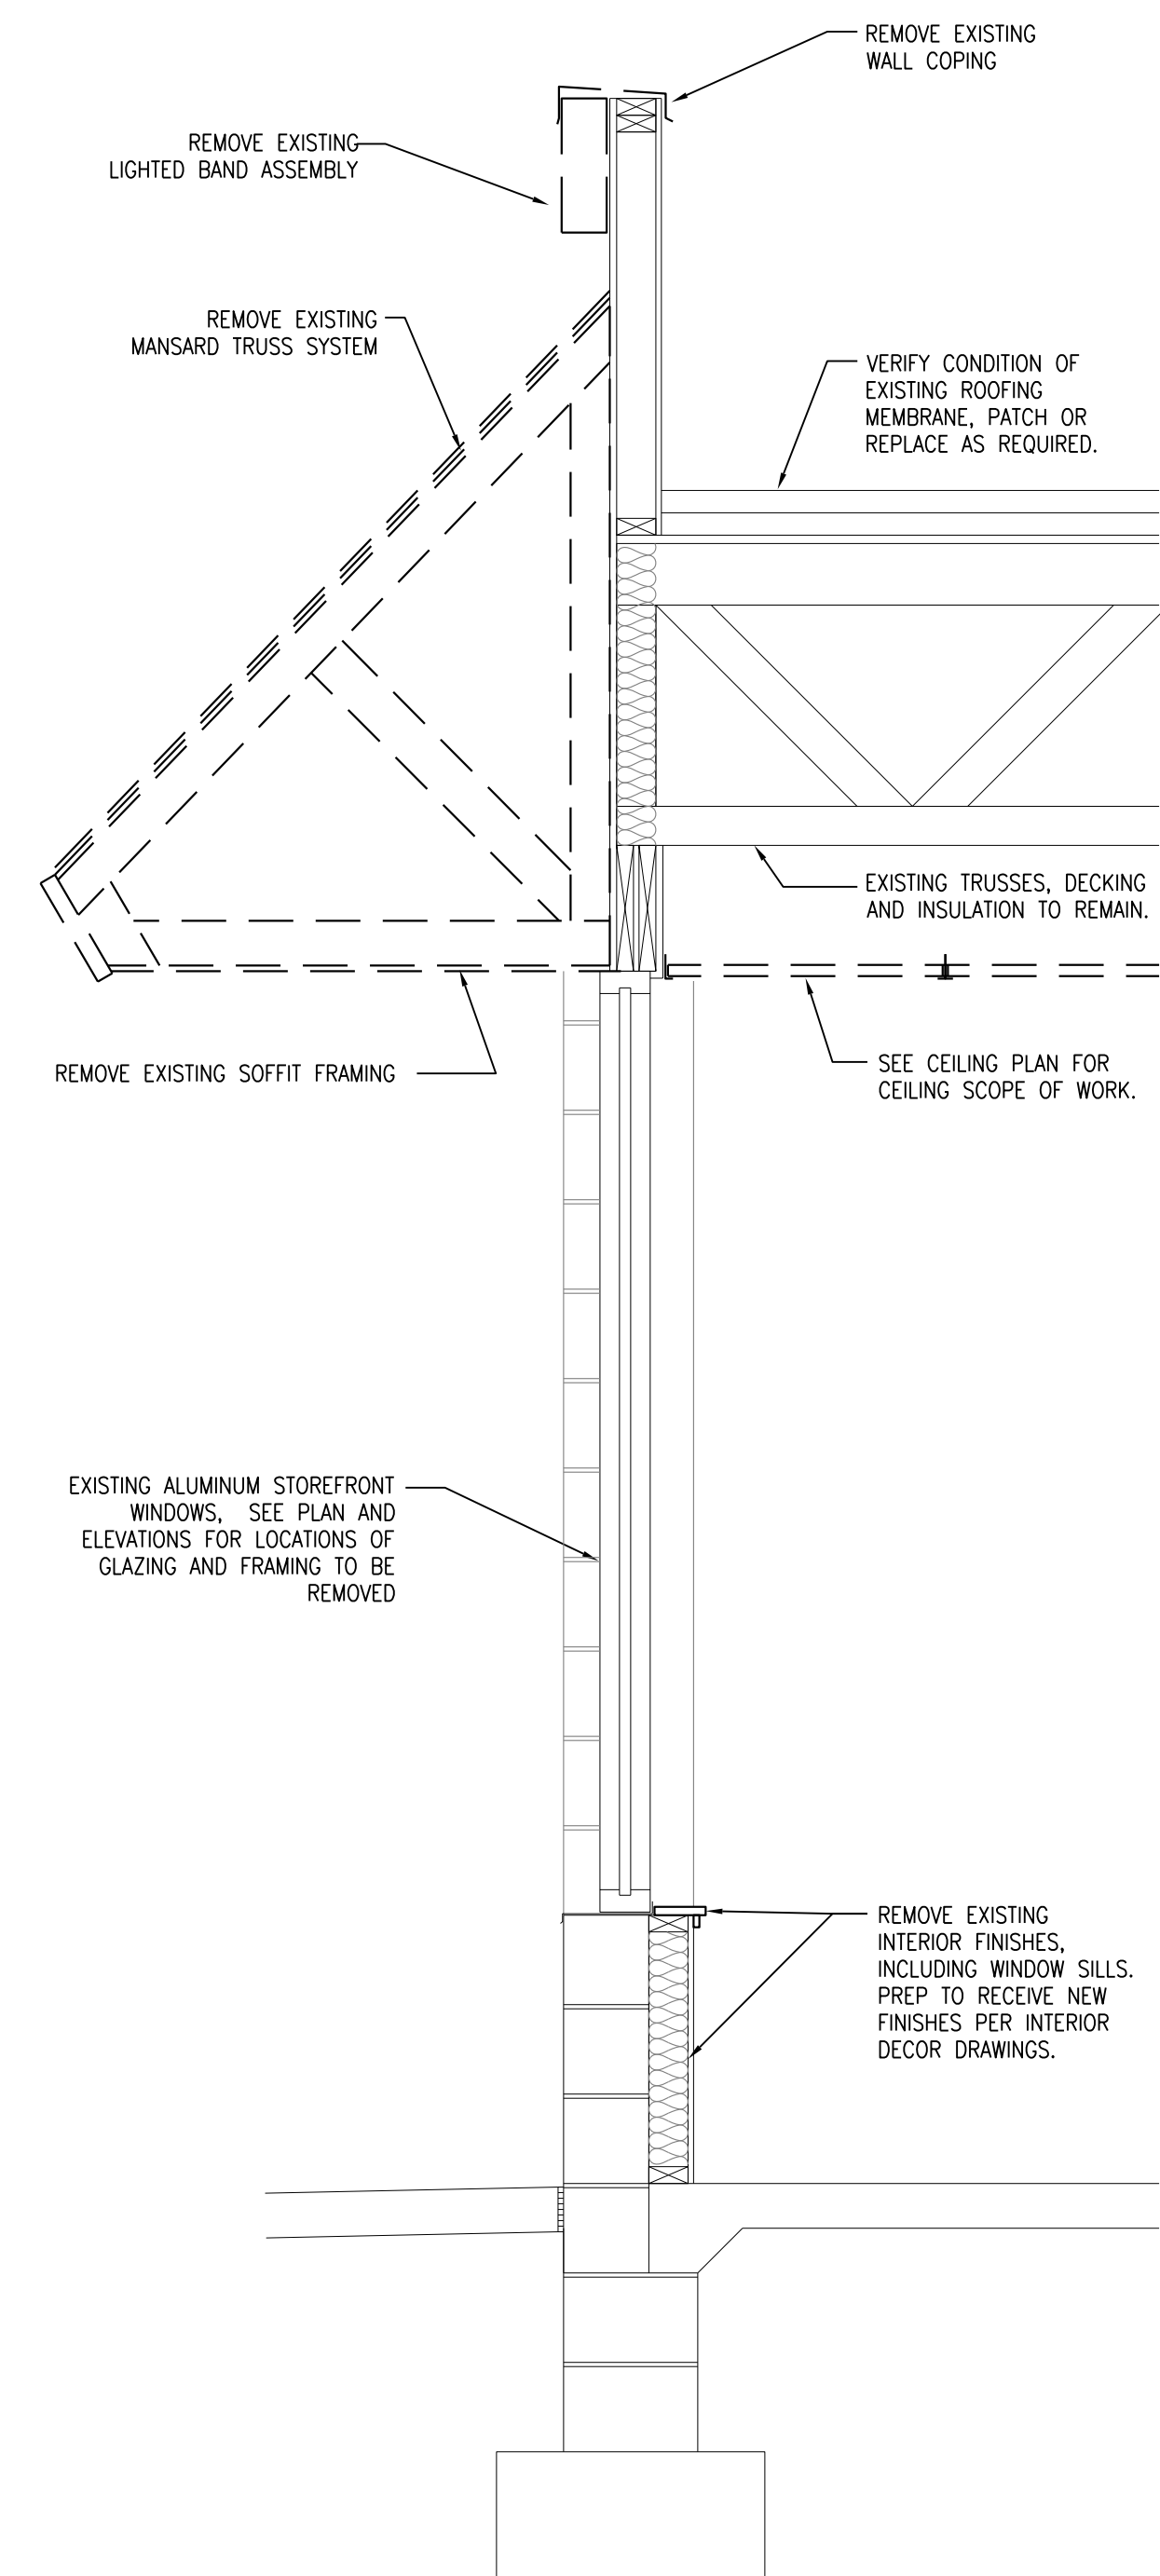 REMOVE EXISTING
WALL COPING
REMOVE EXISTING
LIGHTED BAND ASSEMBLY
REMOVE EXISTING
MANSARD TRUSS SYSTEM
VERIFY CONDITION OF
EXISTING ROOFING
MEMBRANE, PATCH OR
REPLACE AS REQUIRED.
EXISTING TRUSSES, DECKING
AND INSULATION TO REMAIN.
REMOVE EXISTING SOFFIT FRAMING
SEE CEILING PLAN FOR
CEILING SCOPE OF WORK.
EXISTING ALUMINUM STOREFRONT
WINDOWS, SEE PLAN AND
ELEVATIONS FOR LOCATIONS OF
GLAZING AND FRAMING TO BE
REMOVED
REMOVE EXISTING
INTERIOR FINISHES,
INCLUDING WINDOW SILLS.
PREP TO RECEIVE NEW
FINISHES PER INTERIOR
DECOR DRAWINGS.